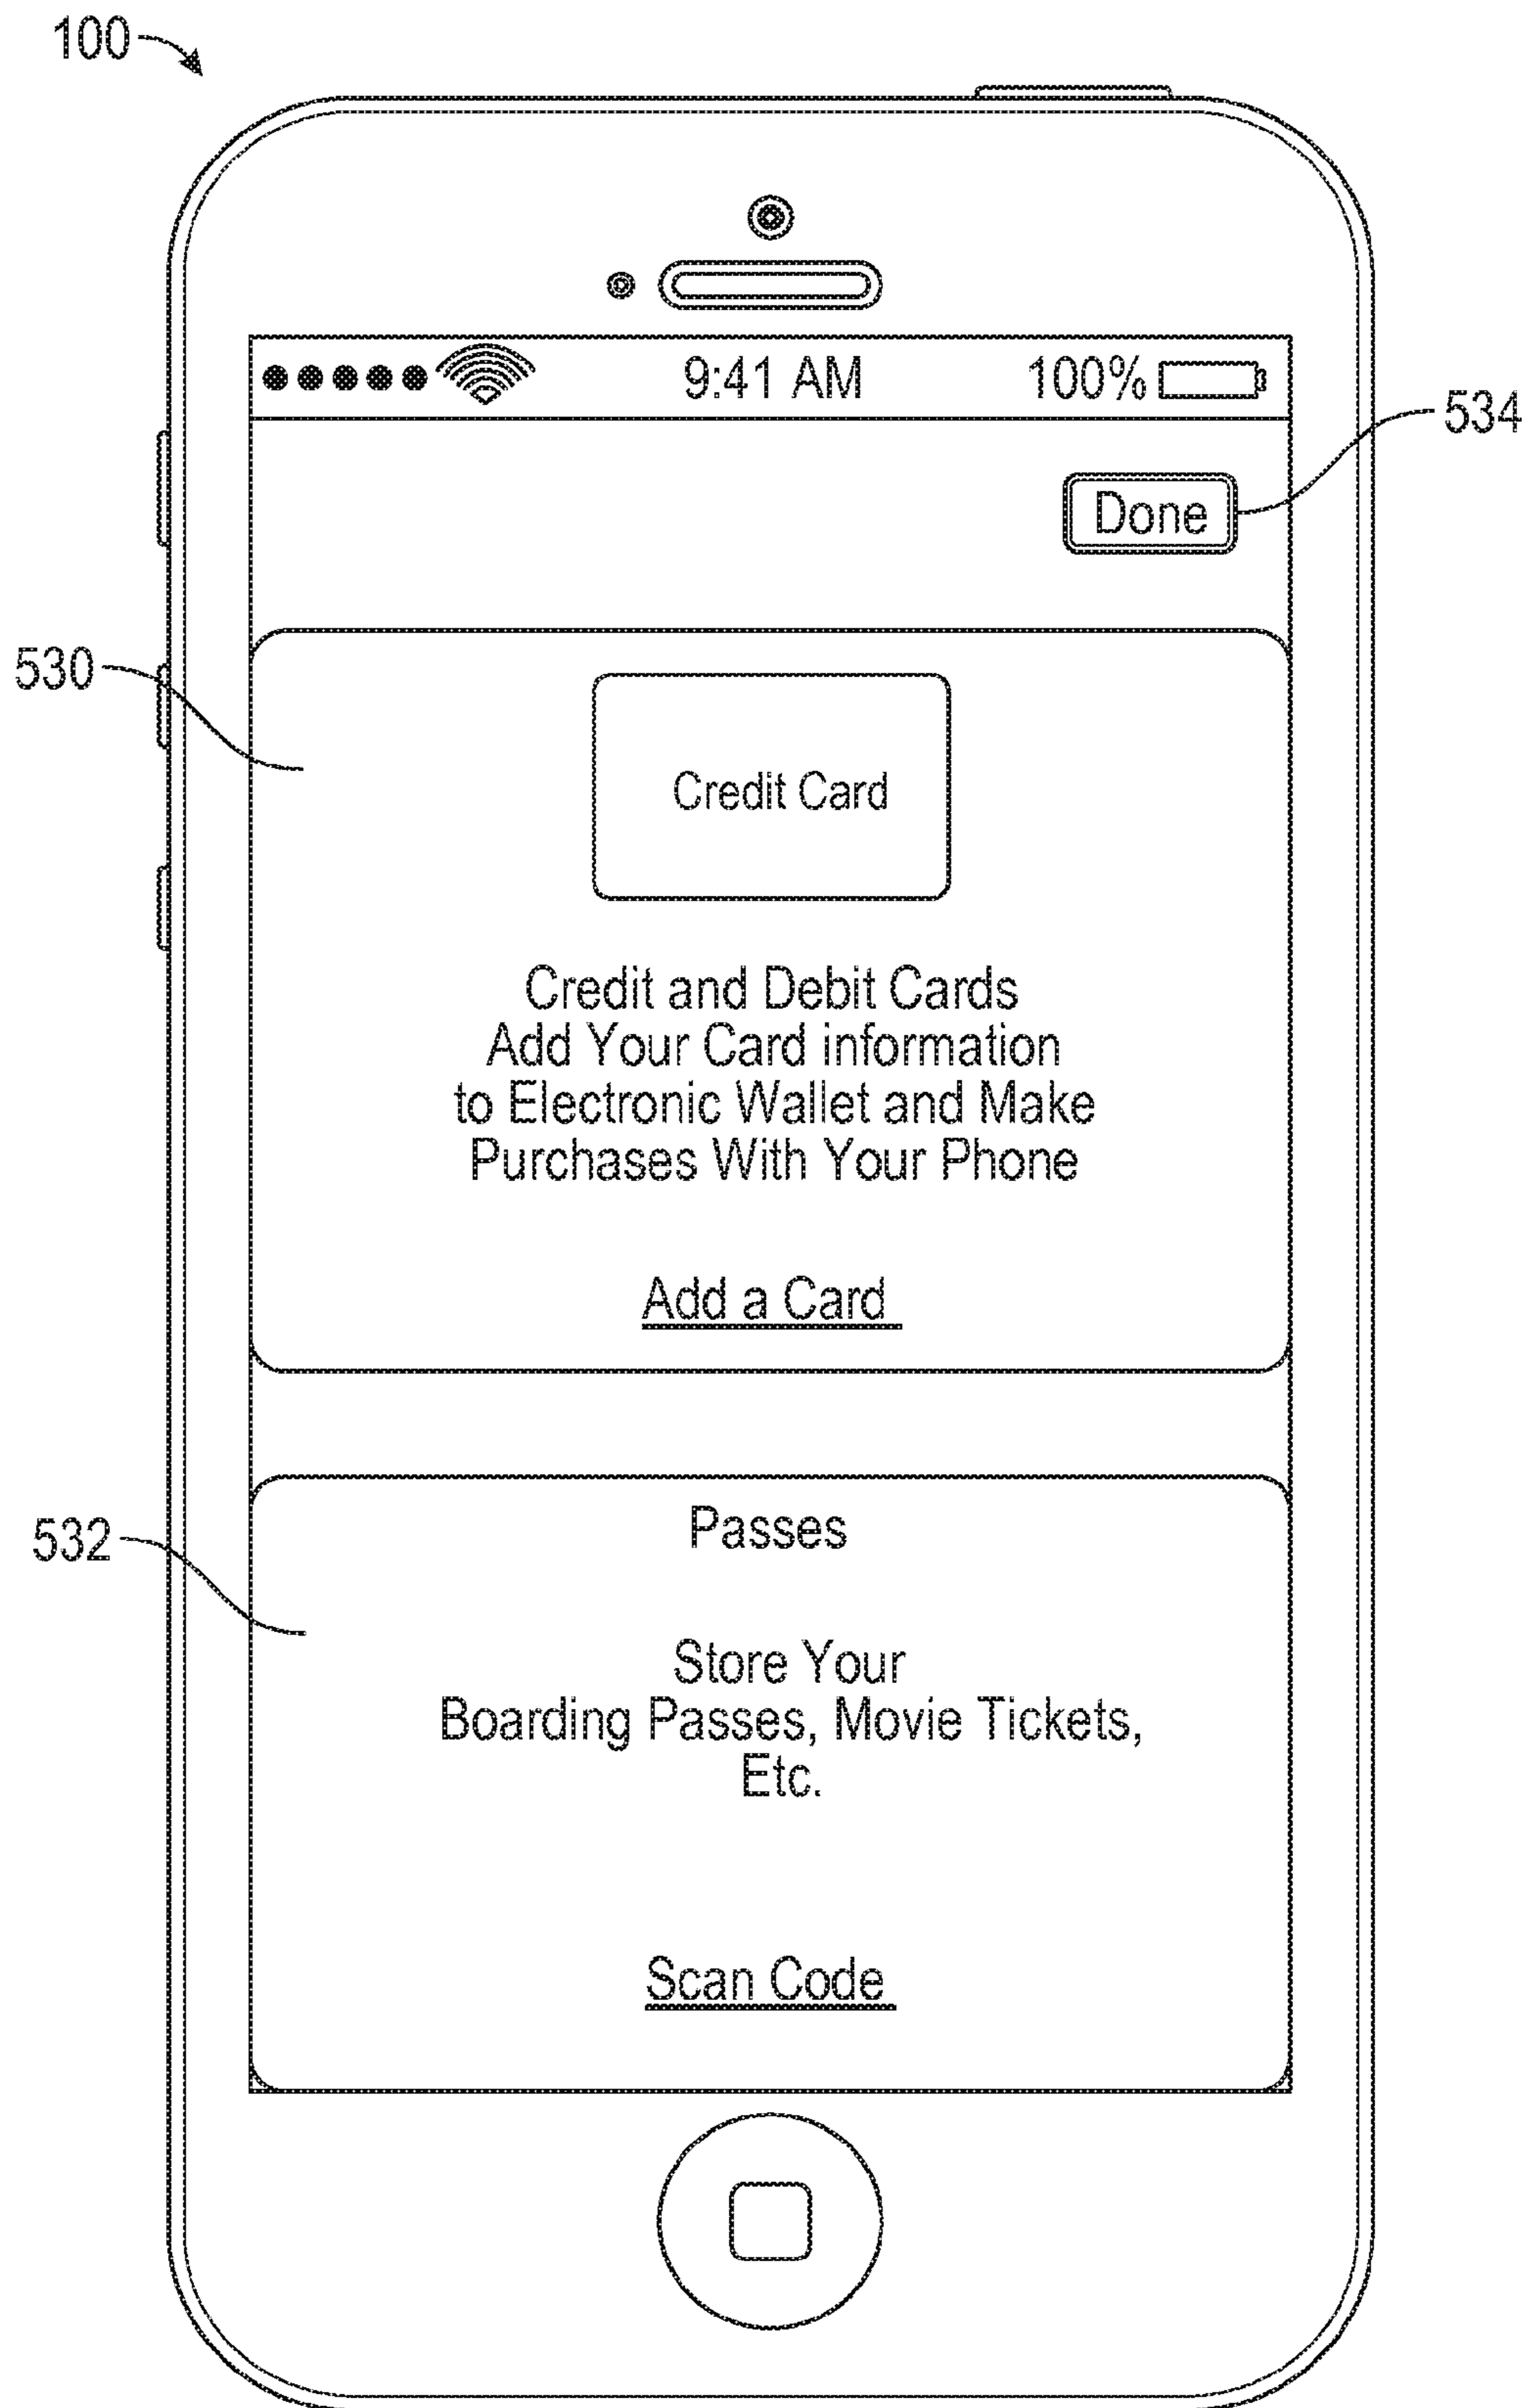 100
9:41 AM 100%
534
Done
530
Credit Card
Credit and Debit Cards
Add Your Card information
to Electronic Wallet and Make
Purchases With Your Phone
Add a Card
532
Passes
Store Your
Boarding Passes, Movie Tickets,
Etc.
Scan Code